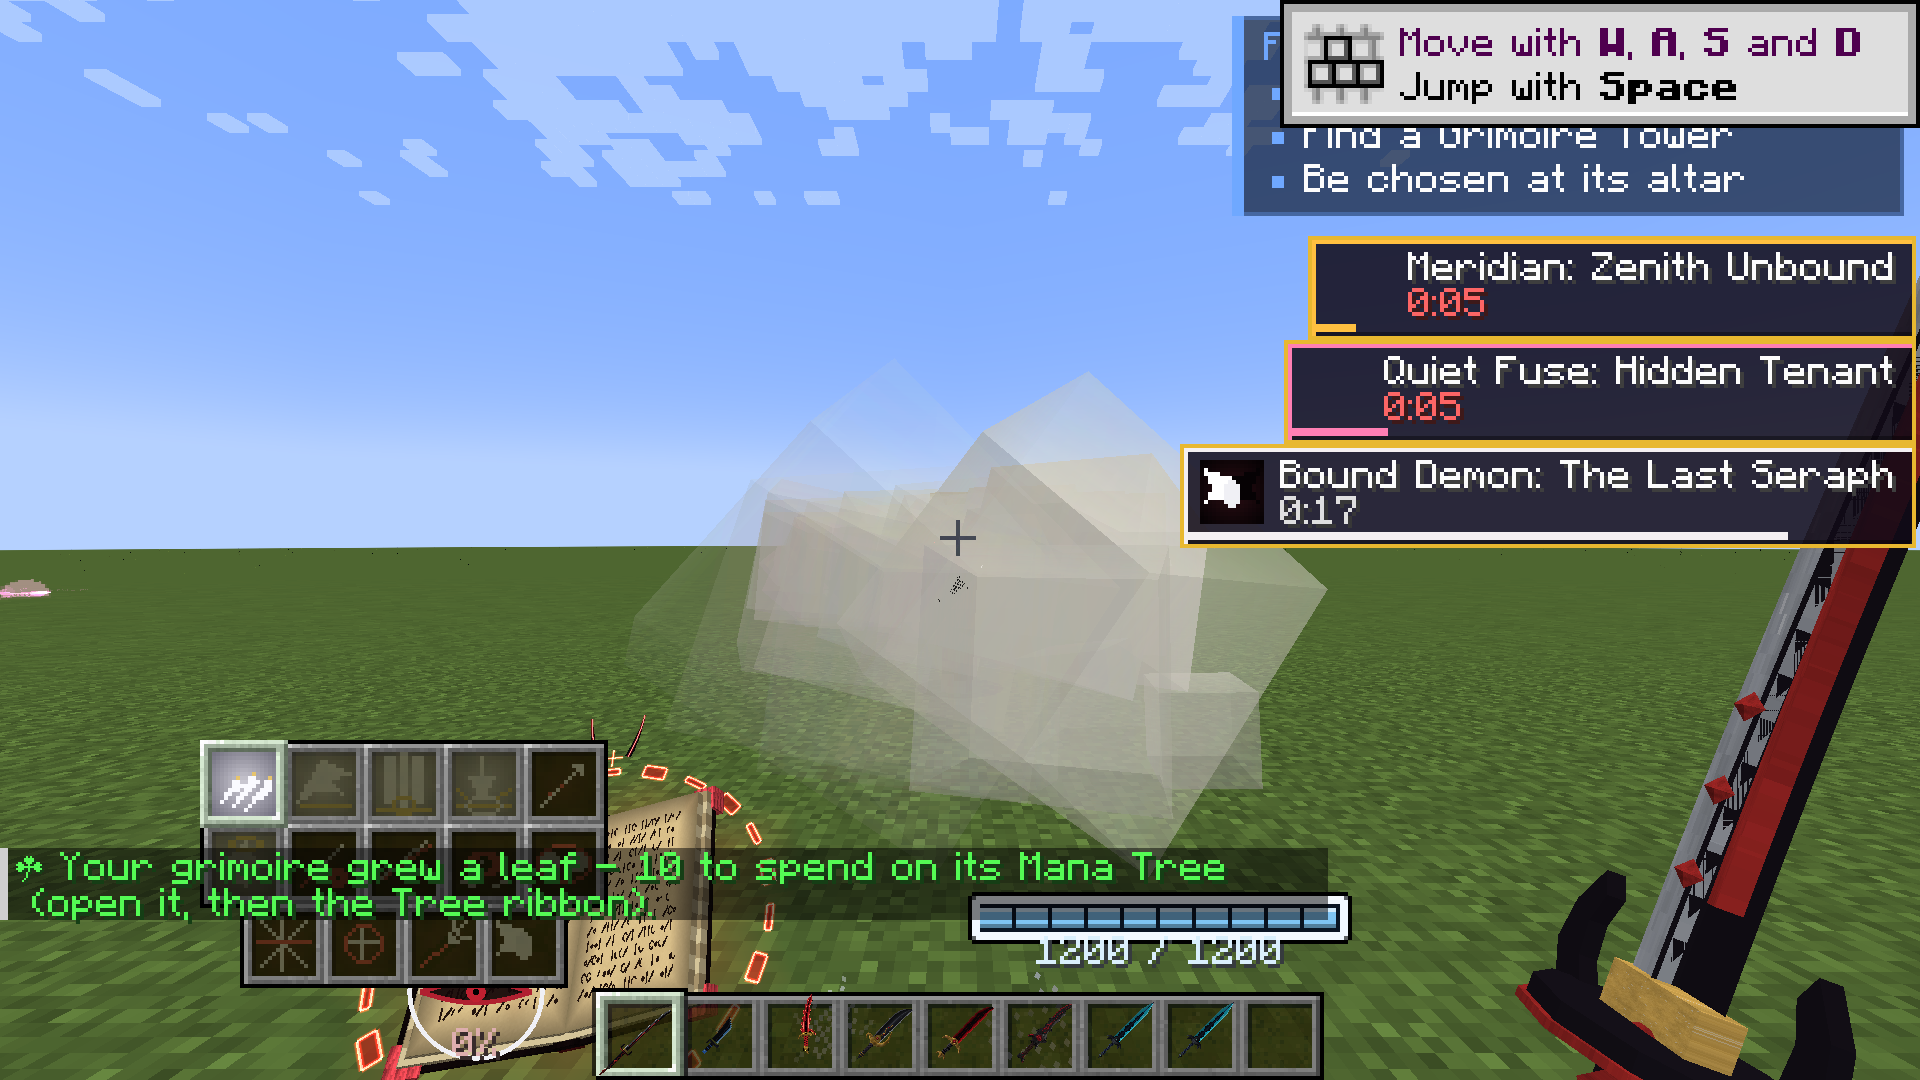 Move with W, A, S and D
Jump with Space
Find a Grimoire Tower
Be chosen at its altar
Meridian: Zenith Unbound
0:05
Quiet Fuse: Hidden Tenant
0:05
Bound Demon: The Last Seraph
0:17
Your grimoire grew a leaf — 10 to spend on its Mana Tree
(open it, then the Tree ribbon).
1200 / 1200
0%